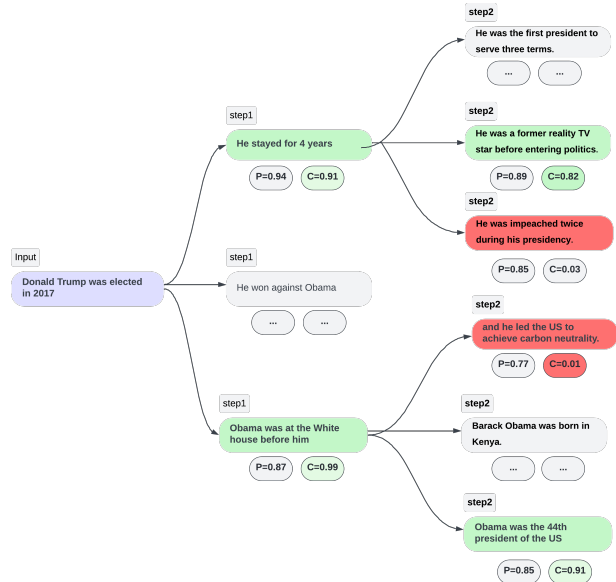 step2
He was the first president to
serve three terms.
... ...
step1
He stayed for 4 years
P=0.94 C=0.91
step2
He was a former reality TV
star before entering politics.
P=0.89 C=0.82
step2
He was impeached twice
during his presidency.
P=0.85 C=0.03
Input
Donald Trump was elected
in 2017
step1
He won against Obama
... ...
step2
and he led the US to
achieve carbon neutrality.
P=0.77 C=0.01
step1
Obama was at the White
house before him
P=0.87 C=0.99
step2
Barack Obama was born in
Kenya.
... ...
step2
Obama was the 44th
president of the US
P=0.85 C=0.91